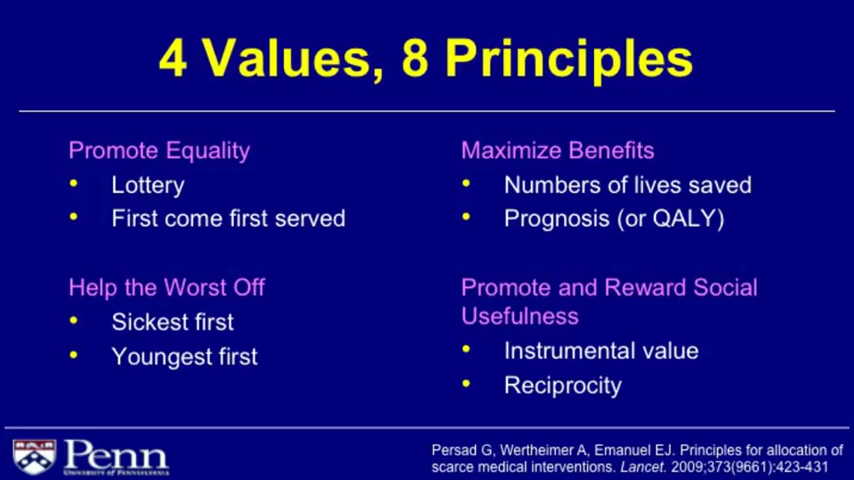 4 Values, 8 Principles
Promote Equality
• Lottery
• First come first served
Maximize Benefits
• Numbers of lives saved
• Prognosis (or QALY)
Help the Worst Off
• Sickest first
• Youngest first
Promote and Reward Social
Usefulness
• Instrumental value
• Reciprocity
Penn
UNIVERSITY OF PENNSYLVANIA
Persad G, Wertheimer A, Emanuel EJ. Principles for allocation of
scarce medical interventions. Lancet. 2009;373(9661):423-431